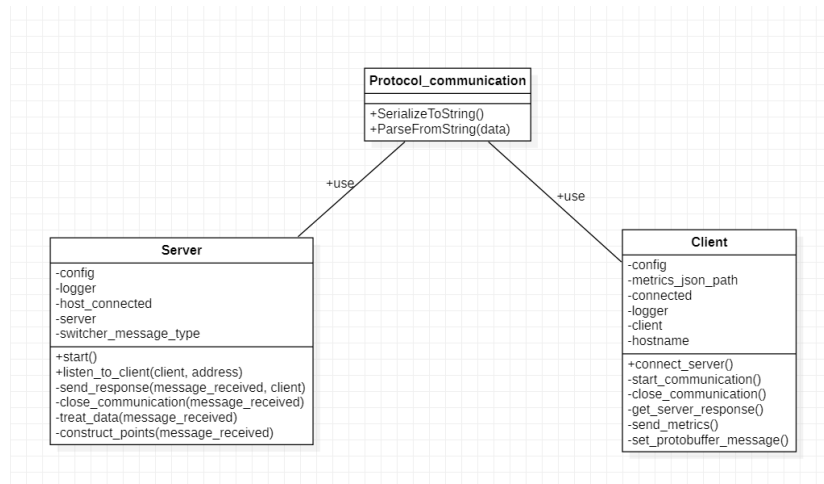 Protocol_communication
+SerializeToString()
+ParseFromString(data)
+use
+use
Server
-config
-logger
-host_connected
-server
-switcher_message_type
+start()
+listen_to_client(client, address)
-send_response(message_received, client)
-close_communication(message_received)
-treat_data(message_received)
-construct_points(message_received)
Client
-config
-metrics_json_path
-connected
-logger
-client
-hostname
+connect_server()
-start_communication()
-close_communication()
-get_server_response()
-send_metrics()
-set_protobuffer_message()